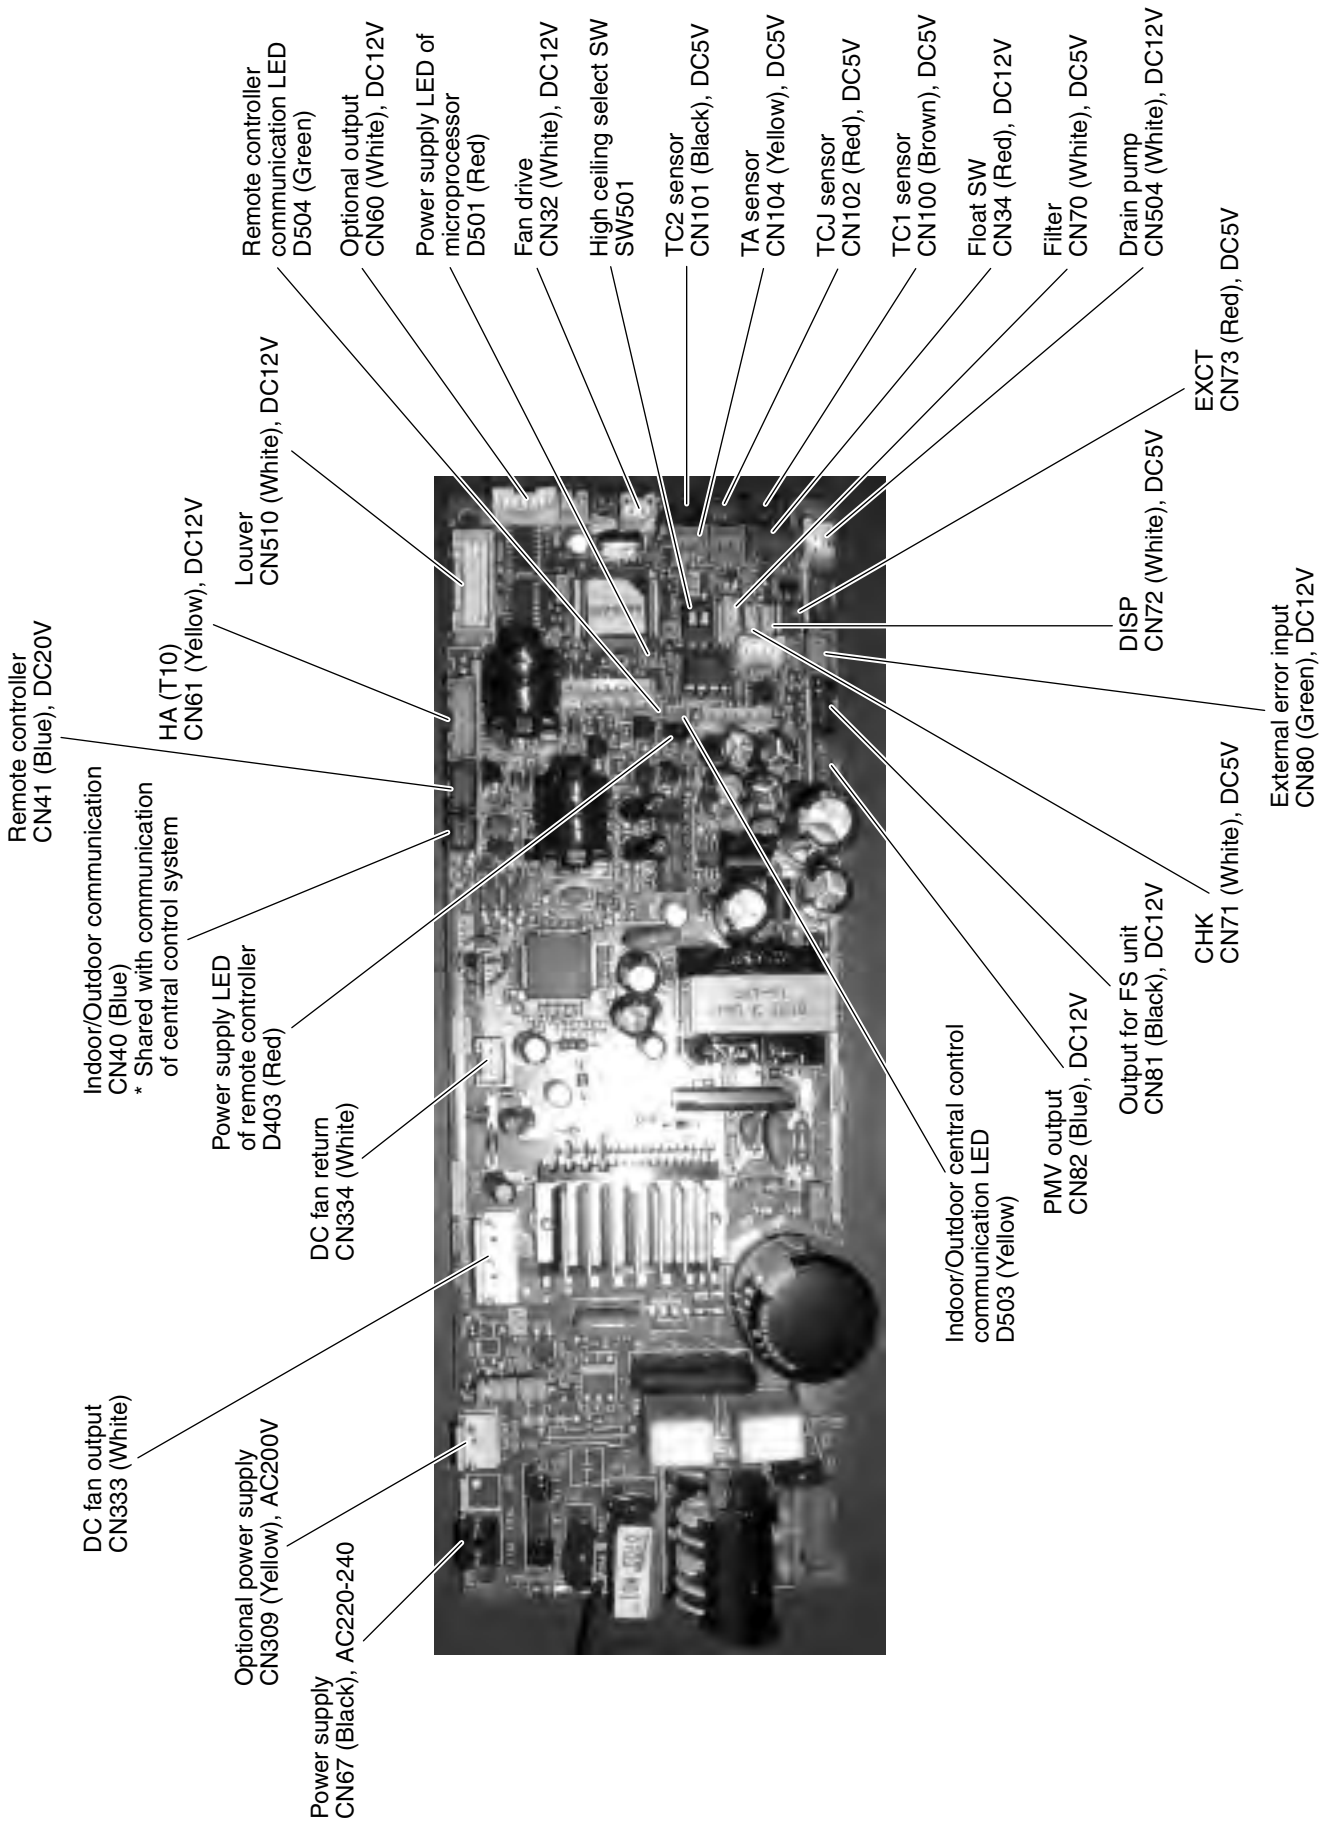 Remote controller
CN41 (Blue), DC20V
Indoor/Outdoor communication
CN40 (Blue)
* Shared with communication
of central control system
HA (T10)
CN61 (Yellow), DC12V
Louver
CN510 (White), DC12V
Remote controller
communication LED
D504 (Green)
Optional output
CN60 (White), DC12V
Power supply LED of
microprocessor
D501 (Red)
Fan drive
CN32 (White), DC12V
High ceiling select SW
SW501
TC2 sensor
CN101 (Black), DC5V
TA sensor
CN104 (Yellow), DC5V
TCJ sensor
CN102 (Red), DC5V
TC1 sensor
CN100 (Brown), DC5V
Float SW
CN34 (Red), DC12V
Filter
CN70 (White), DC5V
Drain pump
CN504 (White), DC12V
EXCT
CN73 (Red), DC5V
DISP
CN72 (White), DC5V
External error input
CN80 (Green), DC12V
CHK
CN71 (White), DC5V
Output for FS unit
CN81 (Black), DC12V
PMV output
CN82 (Blue), DC12V
Indoor/Outdoor central control
communication LED
D503 (Yellow)
Power supply LED
of remote controller
D403 (Red)
DC fan return
CN334 (White)
DC fan output
CN333 (White)
Optional power supply
CN309 (Yellow), AC200V
Power supply
CN67 (Black), AC220-240